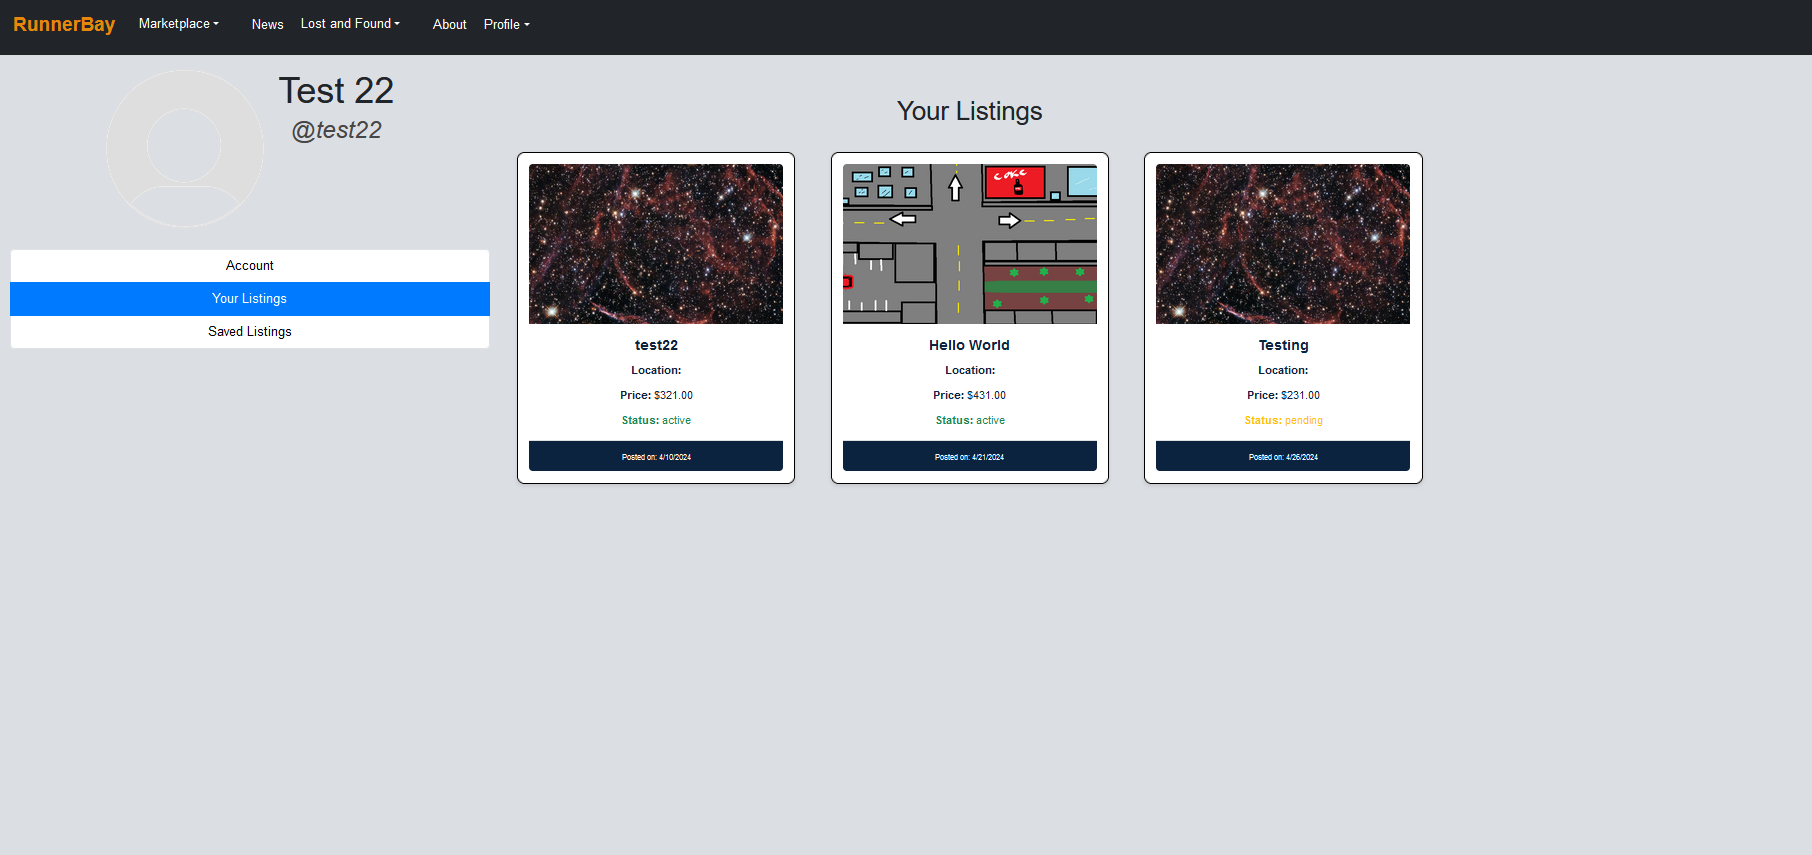 RunnerBay Marketplace News Lost and Found About Profile
Test 22
@test22
Account
Your Listings
Saved Listings
Your Listings
coke
test22
Location:
Price: $321.00
Status: active
Posted on: 4/10/2024
Hello World
Location:
Price: $431.00
Status: active
Posted on: 4/21/2024
Testing
Location:
Price: $231.00
Status: pending
Posted on: 4/26/2024